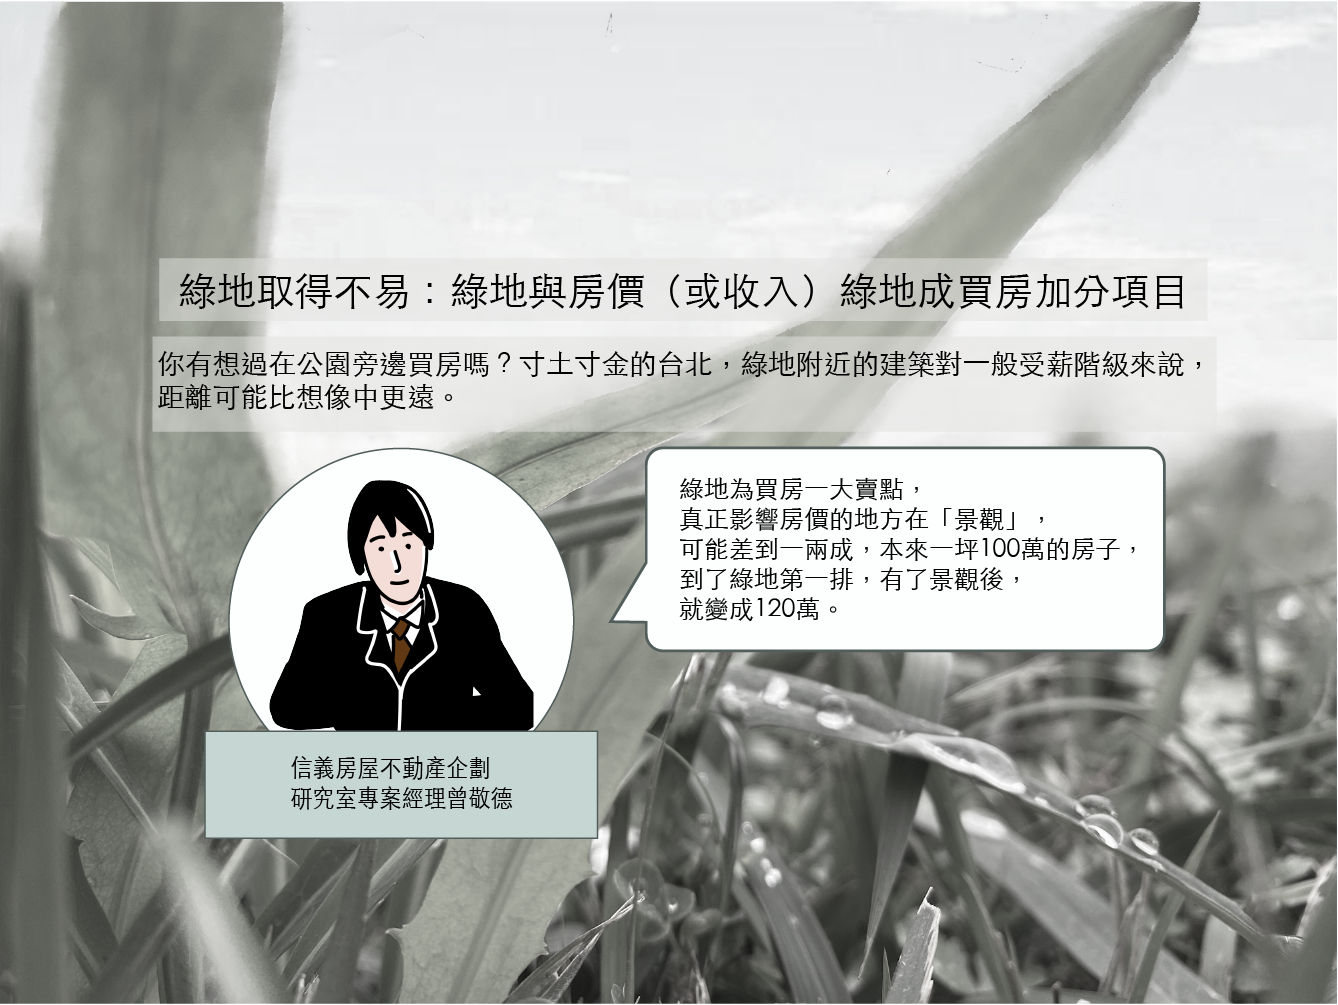 綠地取得不易：綠地與房價（或收入）綠地成買房加分項目
你有想過在公園旁邊買房嗎？寸土寸金的台北，綠地附近的建築對一般受薪階級來說，
距離可能比想像中更遠。
綠地為買房一大賣點，
真正影響房價的地方在「景觀」，
可能差到一兩成，本來一坪100萬的房子，
到了綠地第一排，有了景觀後，
就變成120萬。
信義房屋不動產企劃
研究室專案經理曾敬德